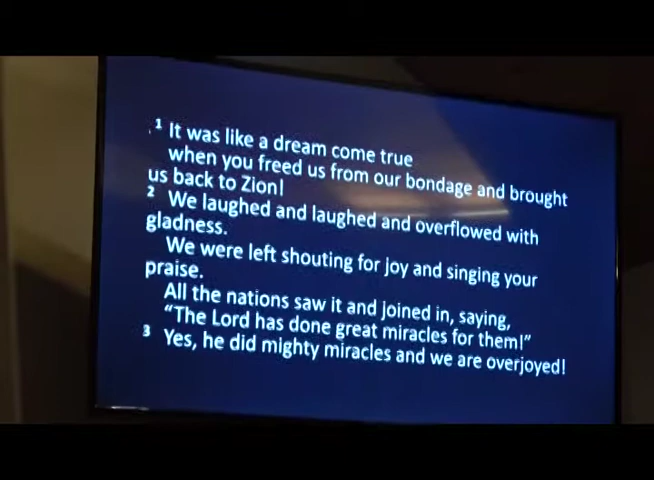 1 It was like a dream come true
when you freed us from our bondage and brought
us back to Zion!
2 We laughed and laughed and overflowed with
gladness.
We were left shouting for joy and singing your
praise.
All the nations saw it and joined in, saying,
“The Lord has done great miracles for them!”
3 Yes, he did mighty miracles and we are overjoyed!